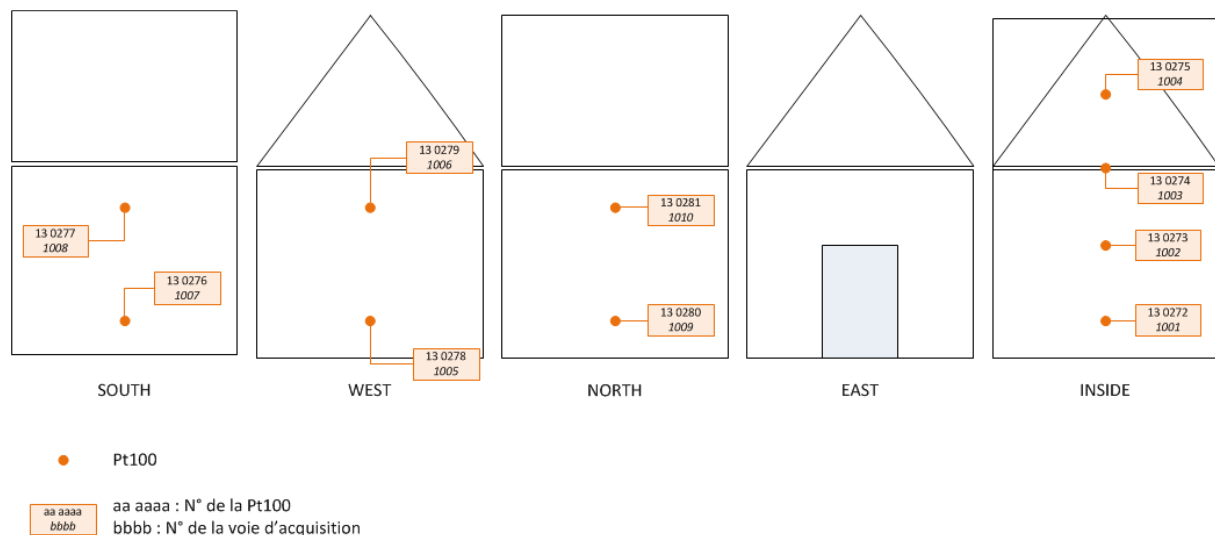 13 0277
1008
13 0276
1007
SOUTH
13 0279
1006
13 0278
1005
WEST
13 0281
1010
13 0280
1009
NORTH
EAST
13 0275
1004
13 0274
1003
13 0273
1002
13 0272
1001
INSIDE
Pt100
aa aaaa
bbbb
aa aaaa : N° de la Pt100
bbbb : N° de la voie d'acquisition